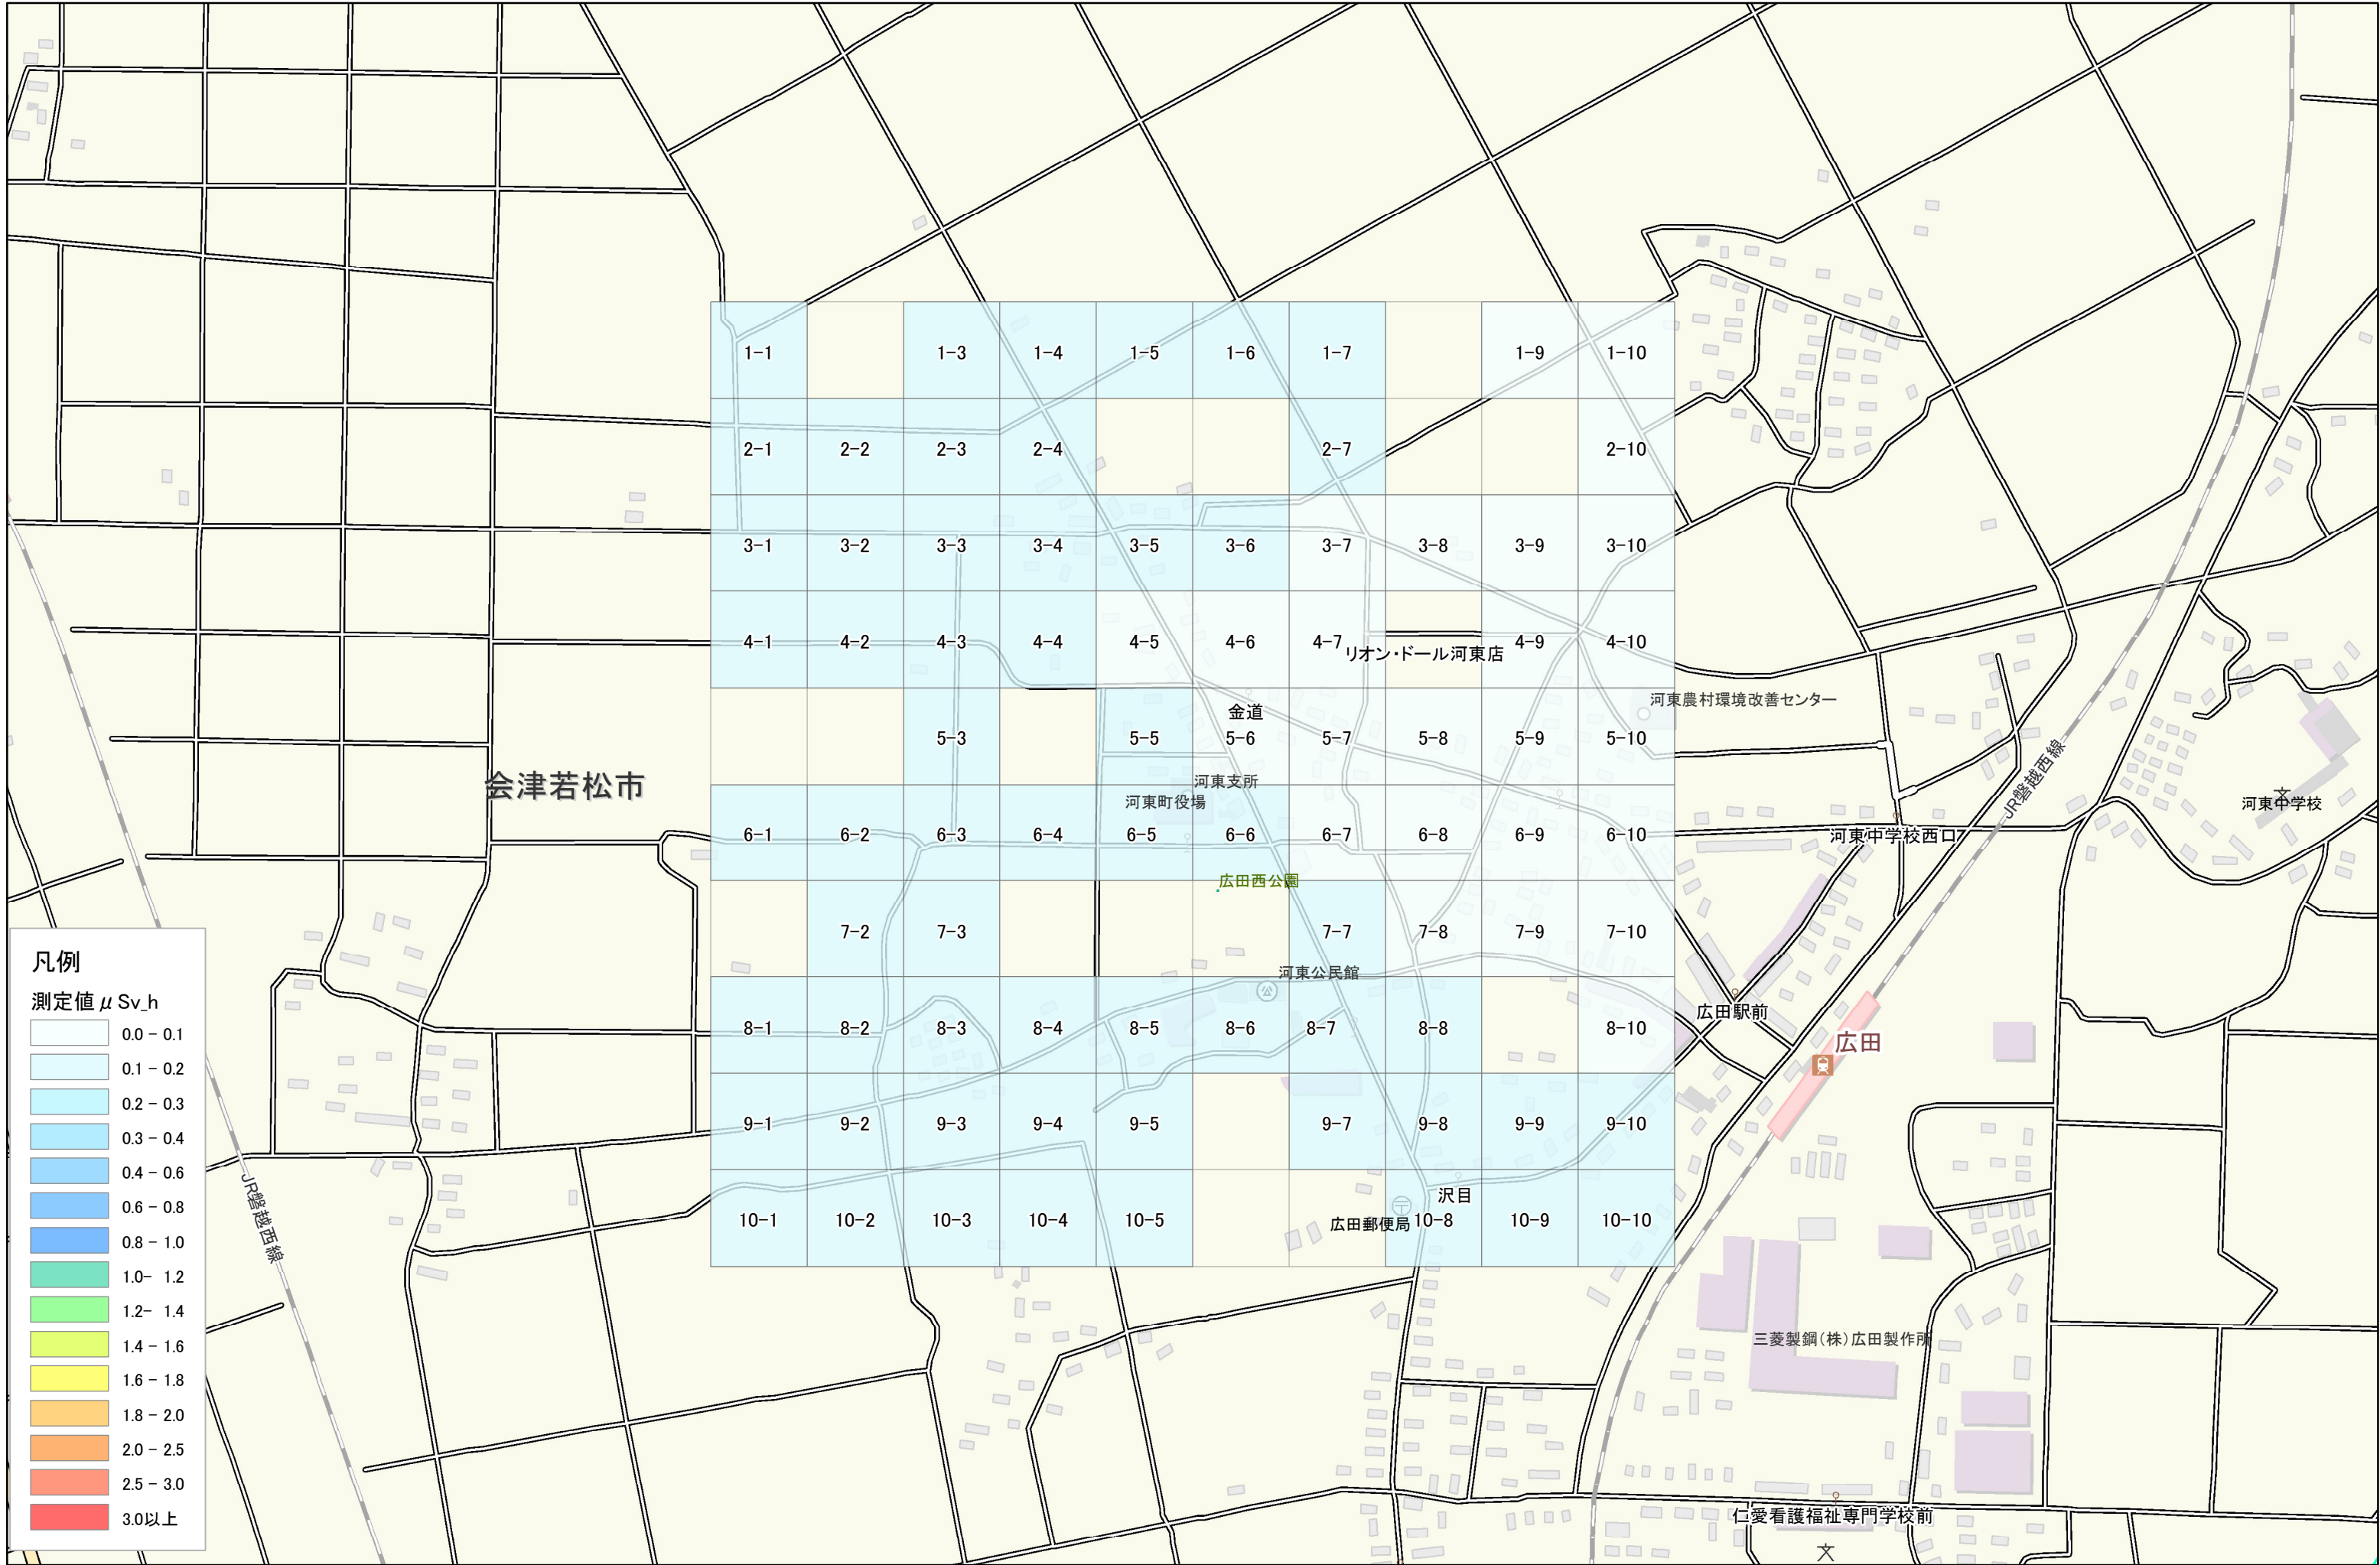 1-1
1-3
1-4
1-5
1-6
1-7
1-9
1-10
2-1
2-2
2-3
2-4
2-7
2-10
3-1
3-2
3-3
3-4
3-5
3-6
3-7
3-8
3-9
3-10
4-1
4-2
4-3
4-4
4-5
4-6
4-7
リオン・ドール河東店
4-9
4-10
河東農村環境改善センター
金道
5-3
5-5
5-6
5-7
5-8
5-9
5-10
会津若松市
河東支所
河東町役場
JR磐越西線
河東中学校
6-1
6-2
6-3
6-4
6-5
6-6
6-7
6-8
6-9
6-10
河東中学校西口
広田西公園
7-2
7-3
7-7
7-8
7-9
7-10
河東公民館
公
広田駅前
8-1
8-2
8-3
8-4
8-5
8-6
8-7
8-8
8-10
広田
9-1
9-2
9-3
9-4
9-5
9-7
9-8
9-9
9-10
沢目
JR磐越西線
10-1
10-2
10-3
10-4
10-5
広田郵便局
10-8
10-9
10-10
三菱製鋼(株)広田製作所
仁愛看護福祉専門学校前
凡例
測定値 μ Sv_h
0.0 - 0.1
0.1 - 0.2
0.2 - 0.3
0.3 - 0.4
0.4 - 0.6
0.6 - 0.8
0.8 - 1.0
1.0- 1.2
1.2- 1.4
1.4 - 1.6
1.6 - 1.8
1.8 - 2.0
2.0 - 2.5
2.5 - 3.0
3.0以上